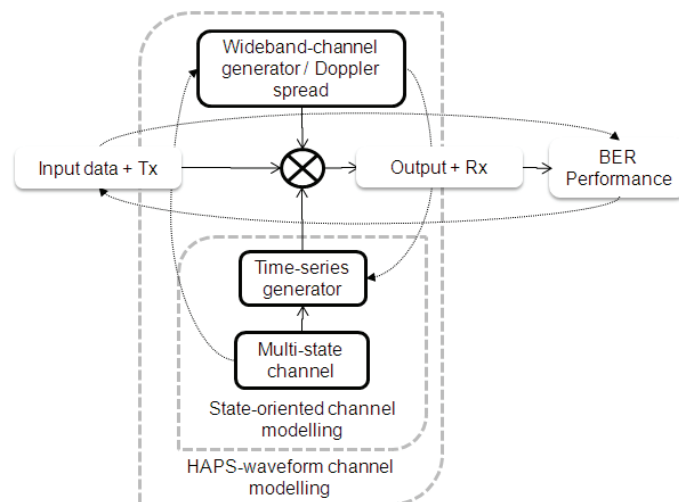 Wideband-channel
generator / Doppler
spread
Input data + Tx
Output + Rx
BER
Performance
Time-series
generator
Multi-state
channel
State-oriented channel
modelling
HAPS-waveform channel
modelling